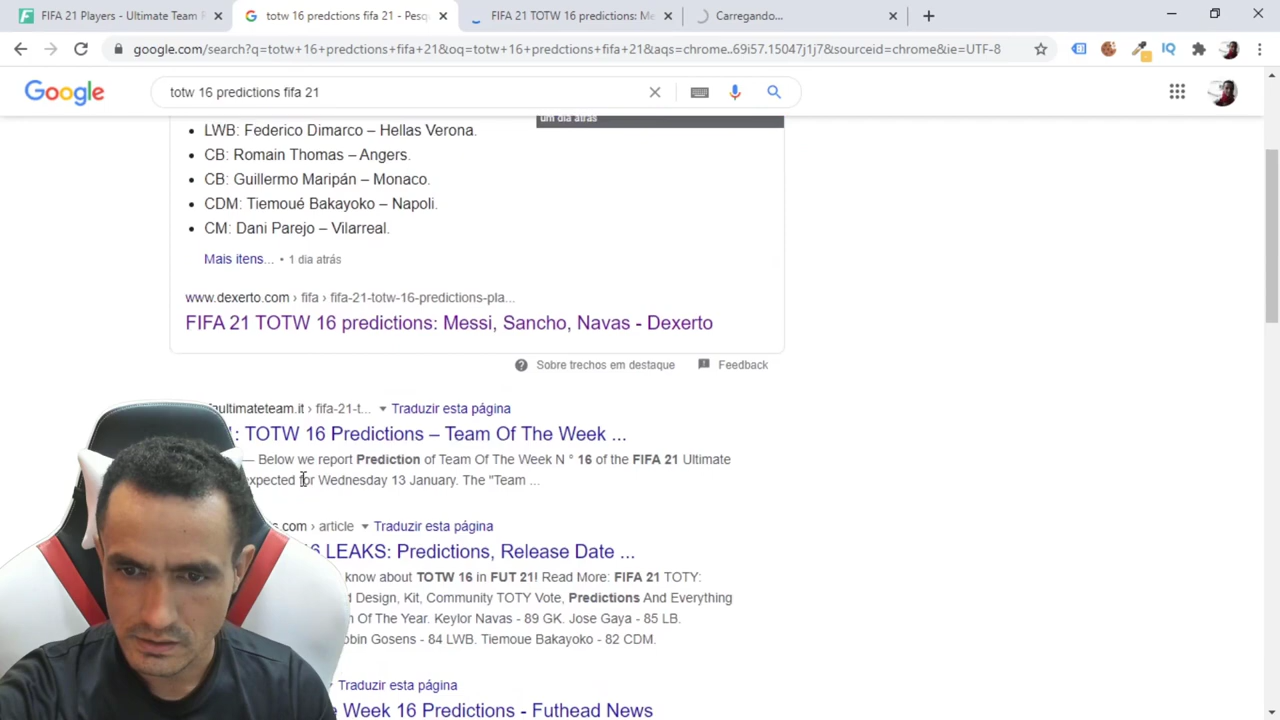 FIFA 21 Players - Ultimate Team
totw 16 predctions fifa 21 - Pesq
FIFA 21 TOTW 16 predictions: Me
Carregando...
google.com/search?q=totw+16+predctions+fifa+21&oq=totw+16+predctions+fifa+21&aqs=chrome..69i57.15047j1j7&sourceid=chrome&ie=UTF-8
IQ
Google
totw 16 predictions fifa 21
um dia atrás
LWB: Federico Dimarco – Hellas Verona.
CB: Romain Thomas – Angers.
CB: Guillermo Maripán – Monaco.
CDM: Tiemoué Bakayoko – Napoli.
CM: Dani Parejo – Vilarreal.
Mais itens... • 1 dia atrás
www.dexerto.com › fifa › fifa-21-totw-16-predictions-pla...
FIFA 21 TOTW 16 predictions: Messi, Sancho, Navas - Dexerto
Sobre trechos em destaque
Feedback
aultimateteam.it › fifa-21-t... Traduzir esta página
: TOTW 16 Predictions – Team Of The Week ...
— Below we report Prediction of Team Of The Week N ° 16 of the FIFA 21 Ultimate
expected for Wednesday 13 January. The "Team ...
.com › article Traduzir esta página
6 LEAKS: Predictions, Release Date ...
know about TOTW 16 in FUT 21! Read More: FIFA 21 TOTY:
d Design, Kit, Community TOTY Vote, Predictions And Everything
m Of The Year. Keylor Navas - 89 GK. Jose Gaya - 85 LB.
obin Gosens - 84 LWB. Tiemoue Bakayoko - 82 CDM.
Traduzir esta página
e Week 16 Predictions - Futhead News